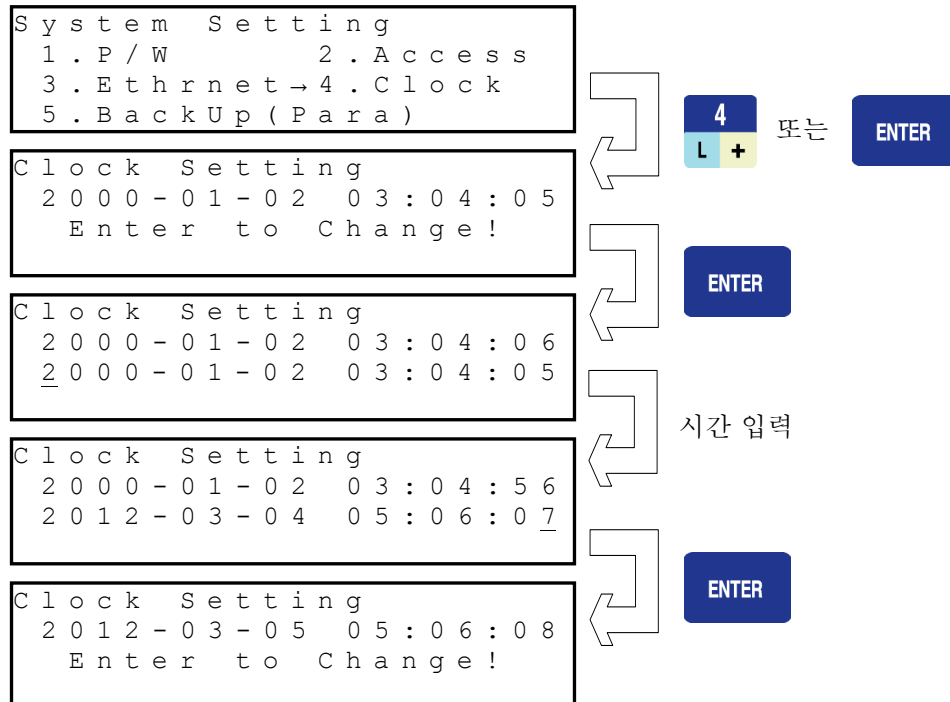 System Setting
1.P/W 2.Access
3.Ethrnet→4.Clock
5.BackUp(Para)
4
L +
또는
ENTER
Clock Setting
2000-01-02 03:04:05
Enter to Change!
ENTER
Clock Setting
2000-01-02 03:04:06
2000-01-02 03:04:05
시간 입력
Clock Setting
2000-01-02 03:04:56
2012-03-04 05:06:07
ENTER
Clock Setting
2012-03-05 05:06:08
Enter to Change!